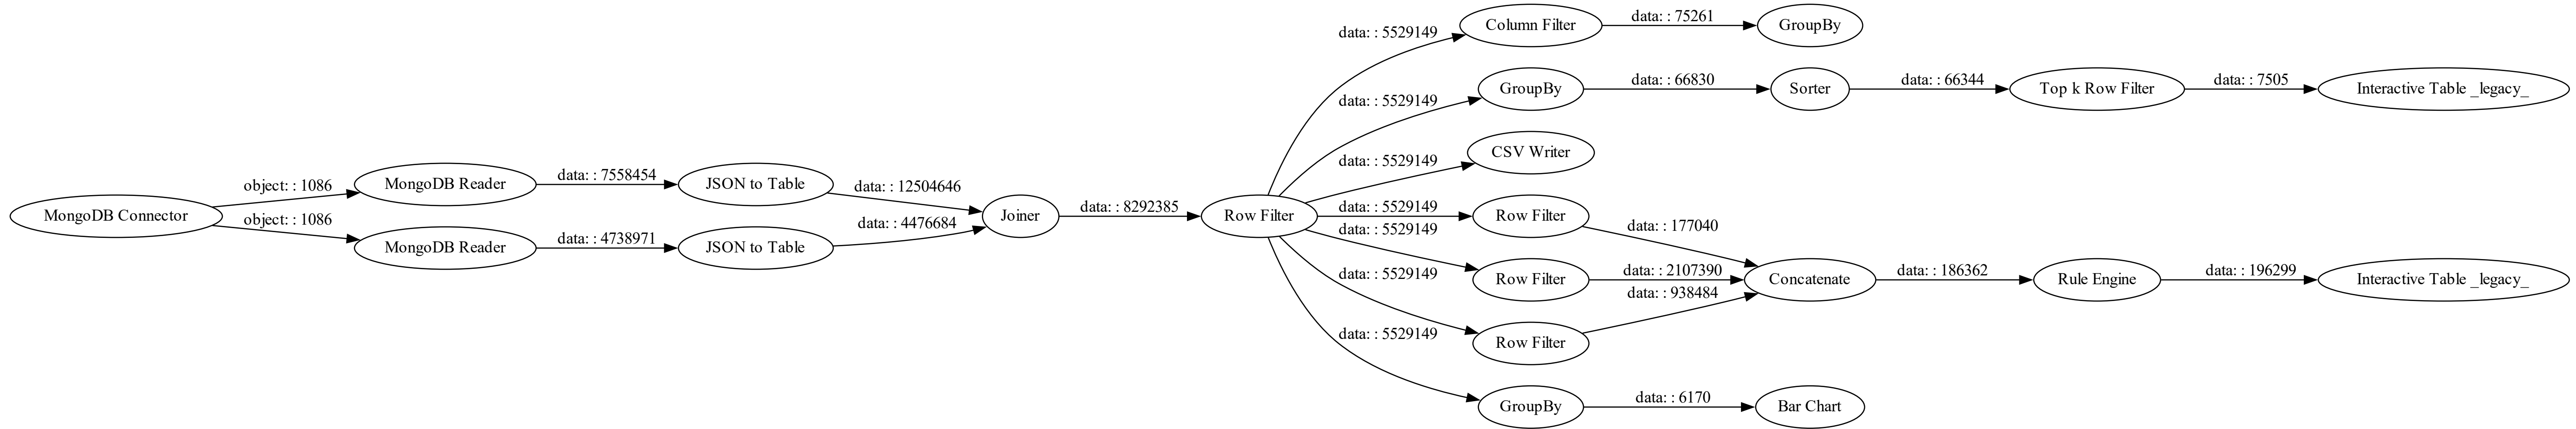 MongoDB Connector
object: : 1086
object: : 1086
MongoDB Reader
MongoDB Reader
data: : 7558454
data: : 4738971
JSON to Table
JSON to Table
data: : 12504646
data: : 4476684
Joiner
data: : 8292385
Row Filter
data: : 5529149
data: : 5529149
data: : 5529149
data: : 5529149
data: : 5529149
data: : 5529149
data: : 5529149
Column Filter
data: : 75261
GroupBy
GroupBy
data: : 66830
Sorter
data: : 66344
Top k Row Filter
data: : 7505
Interactive Table _legacy_
CSV Writer
Row Filter
data: : 177040
Row Filter
data: : 2107390
Row Filter
data: : 938484
Concatenate
data: : 186362
Rule Engine
data: : 196299
Interactive Table _legacy_
GroupBy
data: : 6170
Bar Chart